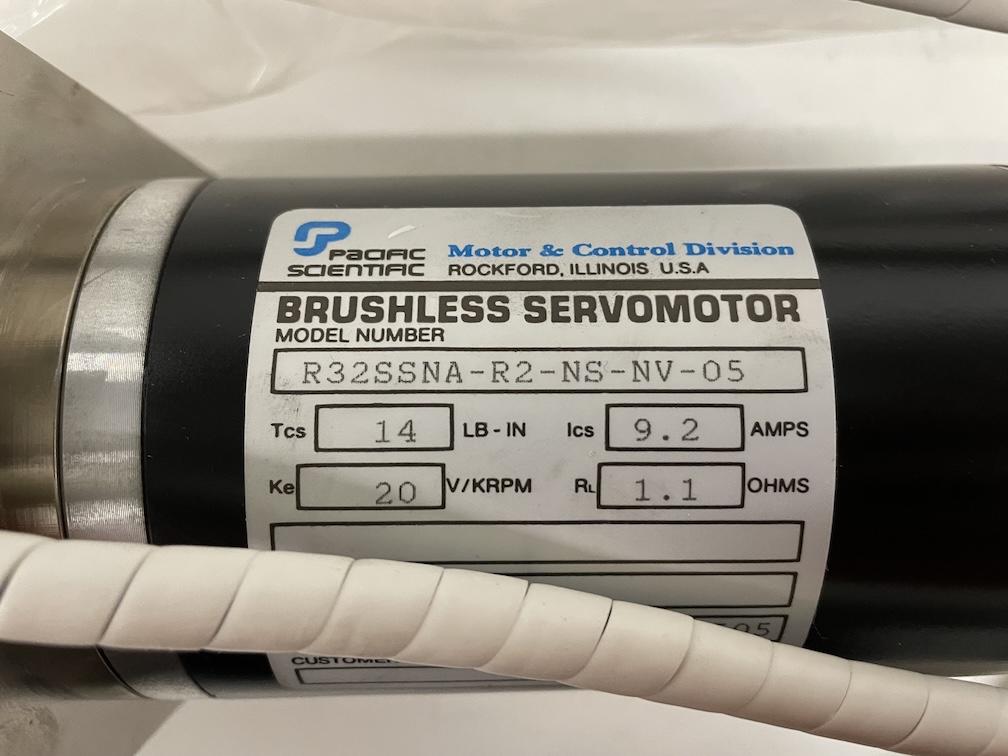 PACIFIC SCIENTIFIC Motor & Control Division
ROCKFORD, ILLINOIS U.S.A
BRUSHLESS SERVOMOTOR
MODEL NUMBER
R32SSNA-R2-NS-NV-05
Tcs 14 LB-IN Ics 9.2 AMPS
Ke 20 V/KRPM RL 1.1 OHMS